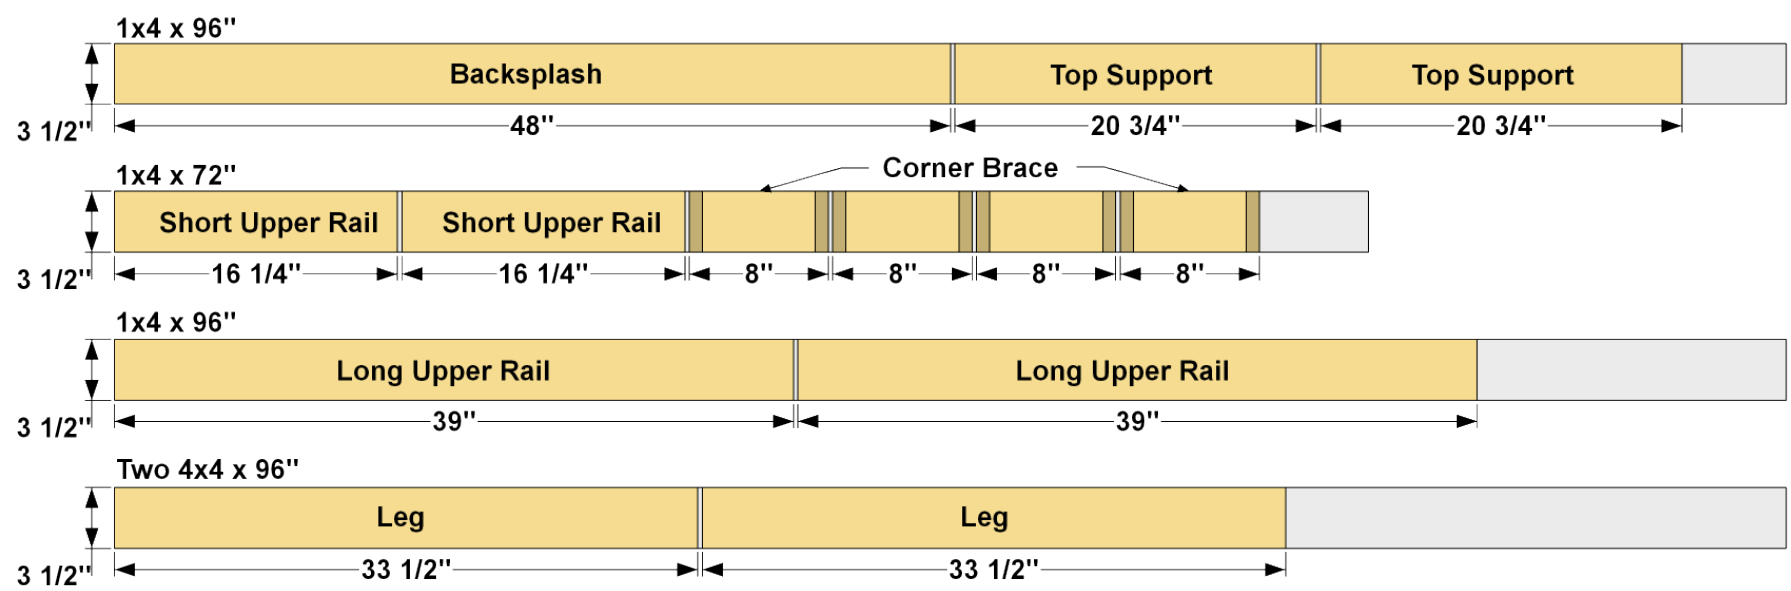 1x4 x 96"
Backsplash Top Support Top Support
3 1/2" 48" 20 3/4" 20 3/4"
1x4 x 72" Corner Brace
Short Upper Rail Short Upper Rail
3 1/2" 16 1/4" 16 1/4" 8" 8" 8" 8"
1x4 x 96"
Long Upper Rail Long Upper Rail
3 1/2" 39" 39"
Two 4x4 x 96"
Leg Leg
3 1/2" 33 1/2" 33 1/2"